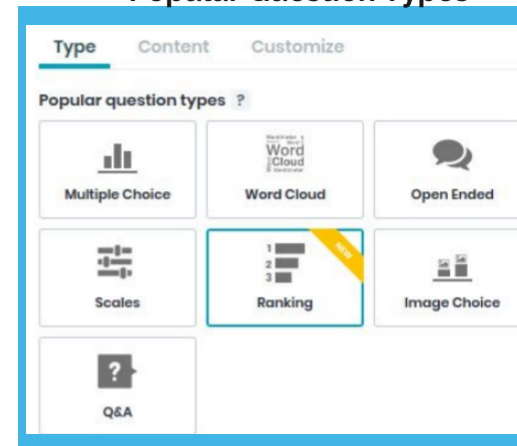 Popular Question Types
Type Content Customize
Popular question types ?
Word
Cloud
Multiple Choice Word Cloud Open Ended
1
2
3
NEW
Scales Ranking Image Choice
?
Q&A